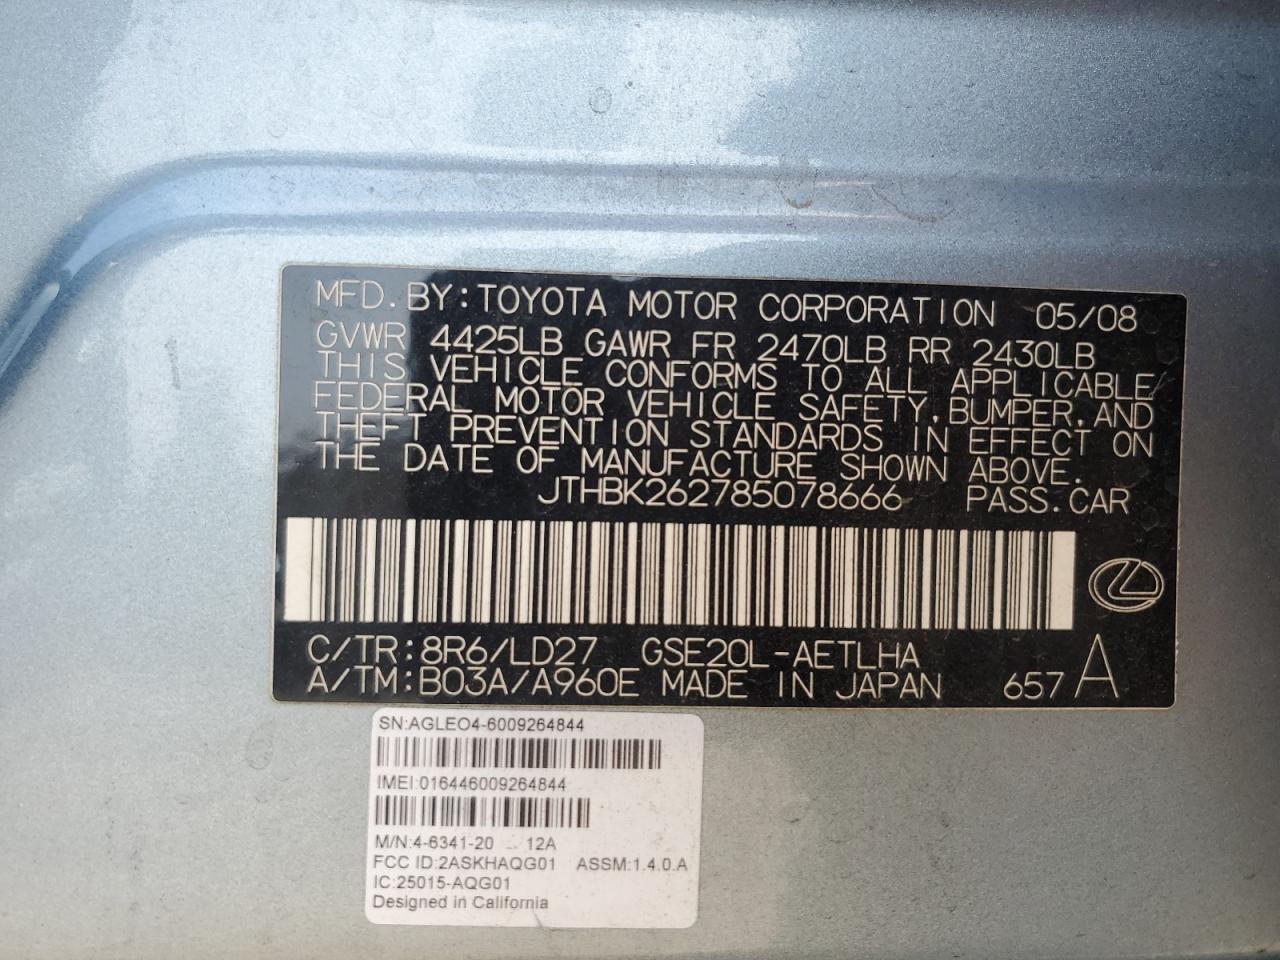 MFD. BY: TOYOTA MOTOR CORPORATION 05/08
GVWR 4425LB GAWR FR 2470LB RR 2430LB
THIS VEHICLE CONFORMS TO ALL APPLICABLE
FEDERAL MOTOR VEHICLE SAFETY, BUMPER, AND
THEFT PREVENTION STANDARDS IN EFFECT ON
THE DATE OF MANUFACTURE SHOWN ABOVE.
JTHBK262785078666 PASS. CAR
C/TR: 8R6/LD27 GSE20L-AETLHA
A/TM: B03A/A960E MADE IN JAPAN 657 A
SN:AGLEO4-6009264844
IMEI:016446009264844
M/N:4-6341-20 12A
FCC ID:2ASKHAQG01 ASSM:1.4.0.A
IC:25015-AQG01
Designed in California